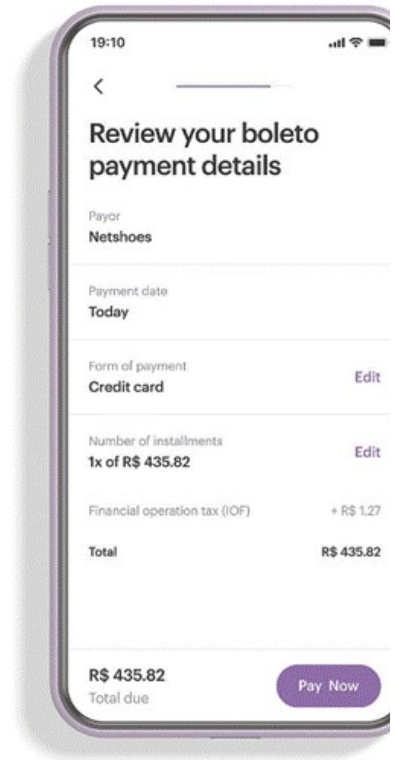 19:10
Review your boleto
payment details
Payor
Netshoes
Payment date
Today
Form of payment
Credit card
Edit
Number of installments
1x of R$ 435.82
Edit
Financial operation tax (IOF)
+ R$ 1.27
Total
R$ 435.82
R$ 435.82
Total due
Pay Now